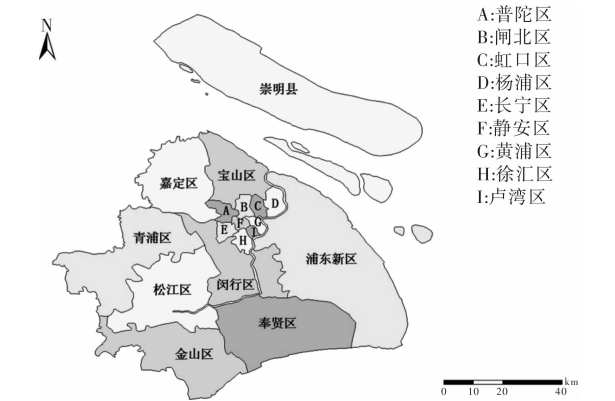 N
A:普陀区
B:闸北区
C:虹口区
D:杨浦区
E:长宁区
F:静安区
G:黄浦区
H:徐汇区
I:卢湾区
崇明县
嘉定区
宝山区
A
B
C
D
E
F
G
H
I
青浦区
浦东新区
松江区
闵行区
奉贤区
金山区
km
0 10 20 40